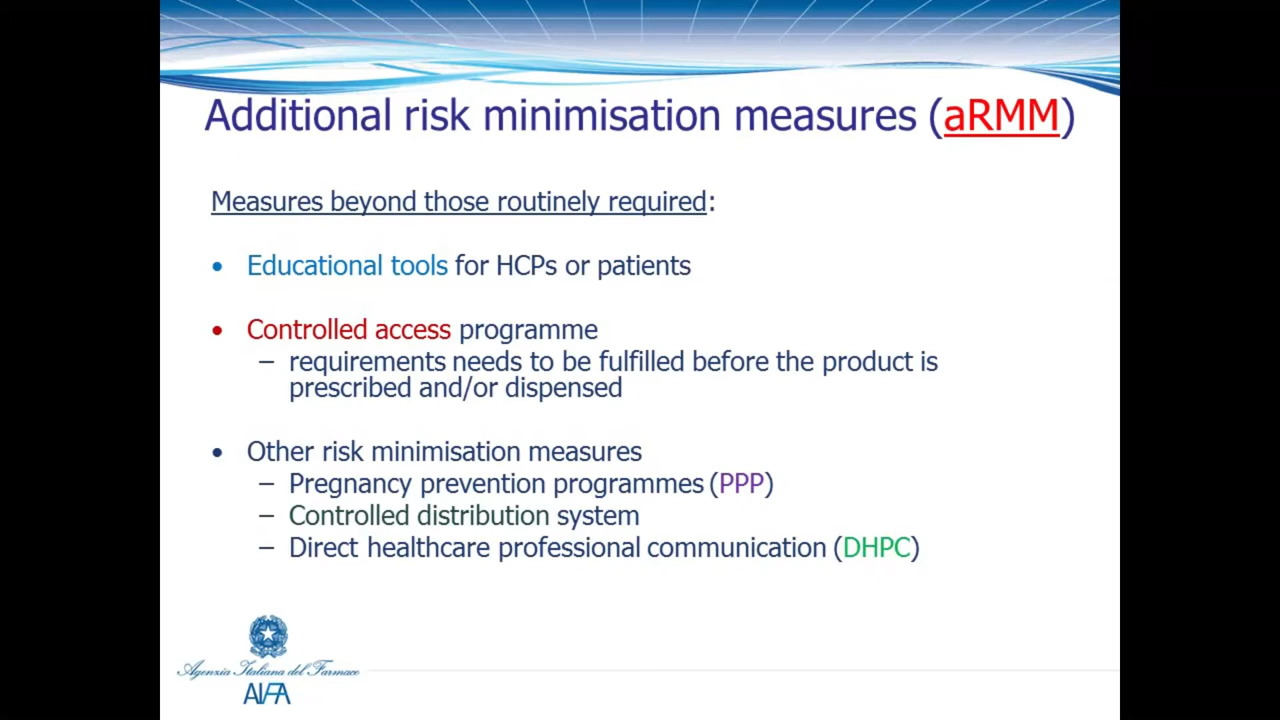 Additional risk minimisation measures (aRMM)
Measures beyond those routinely required:
• Educational tools for HCPs or patients
• Controlled access programme
– requirements needs to be fulfilled before the product is
prescribed and/or dispensed
• Other risk minimisation measures
– Pregnancy prevention programmes (PPP)
– Controlled distribution system
– Direct healthcare professional communication (DHPC)
Agenzia Italiana del Farmaco
AIFA